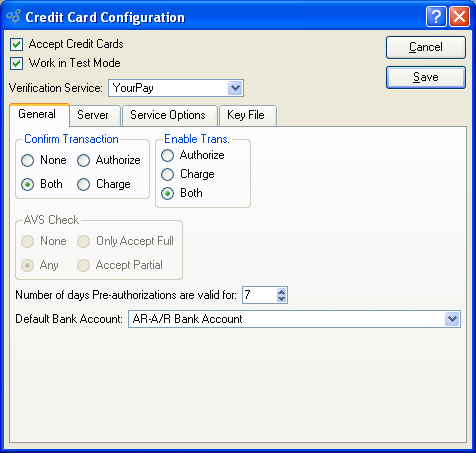 Credit Card Configuration
Accept Credit Cards
Cancel
Work in Test Mode
Save
Verification Service: YourPay
General Server Service Options Key File
Confirm Transaction Enable Trans.
None Authorize Authorize
Charge
Both Charge Both
AVS Check
None Only Accept Full
Any Accept Partial
Number of days Pre-authorizations are valid for: 7
Default Bank Account: AR-A/R Bank Account